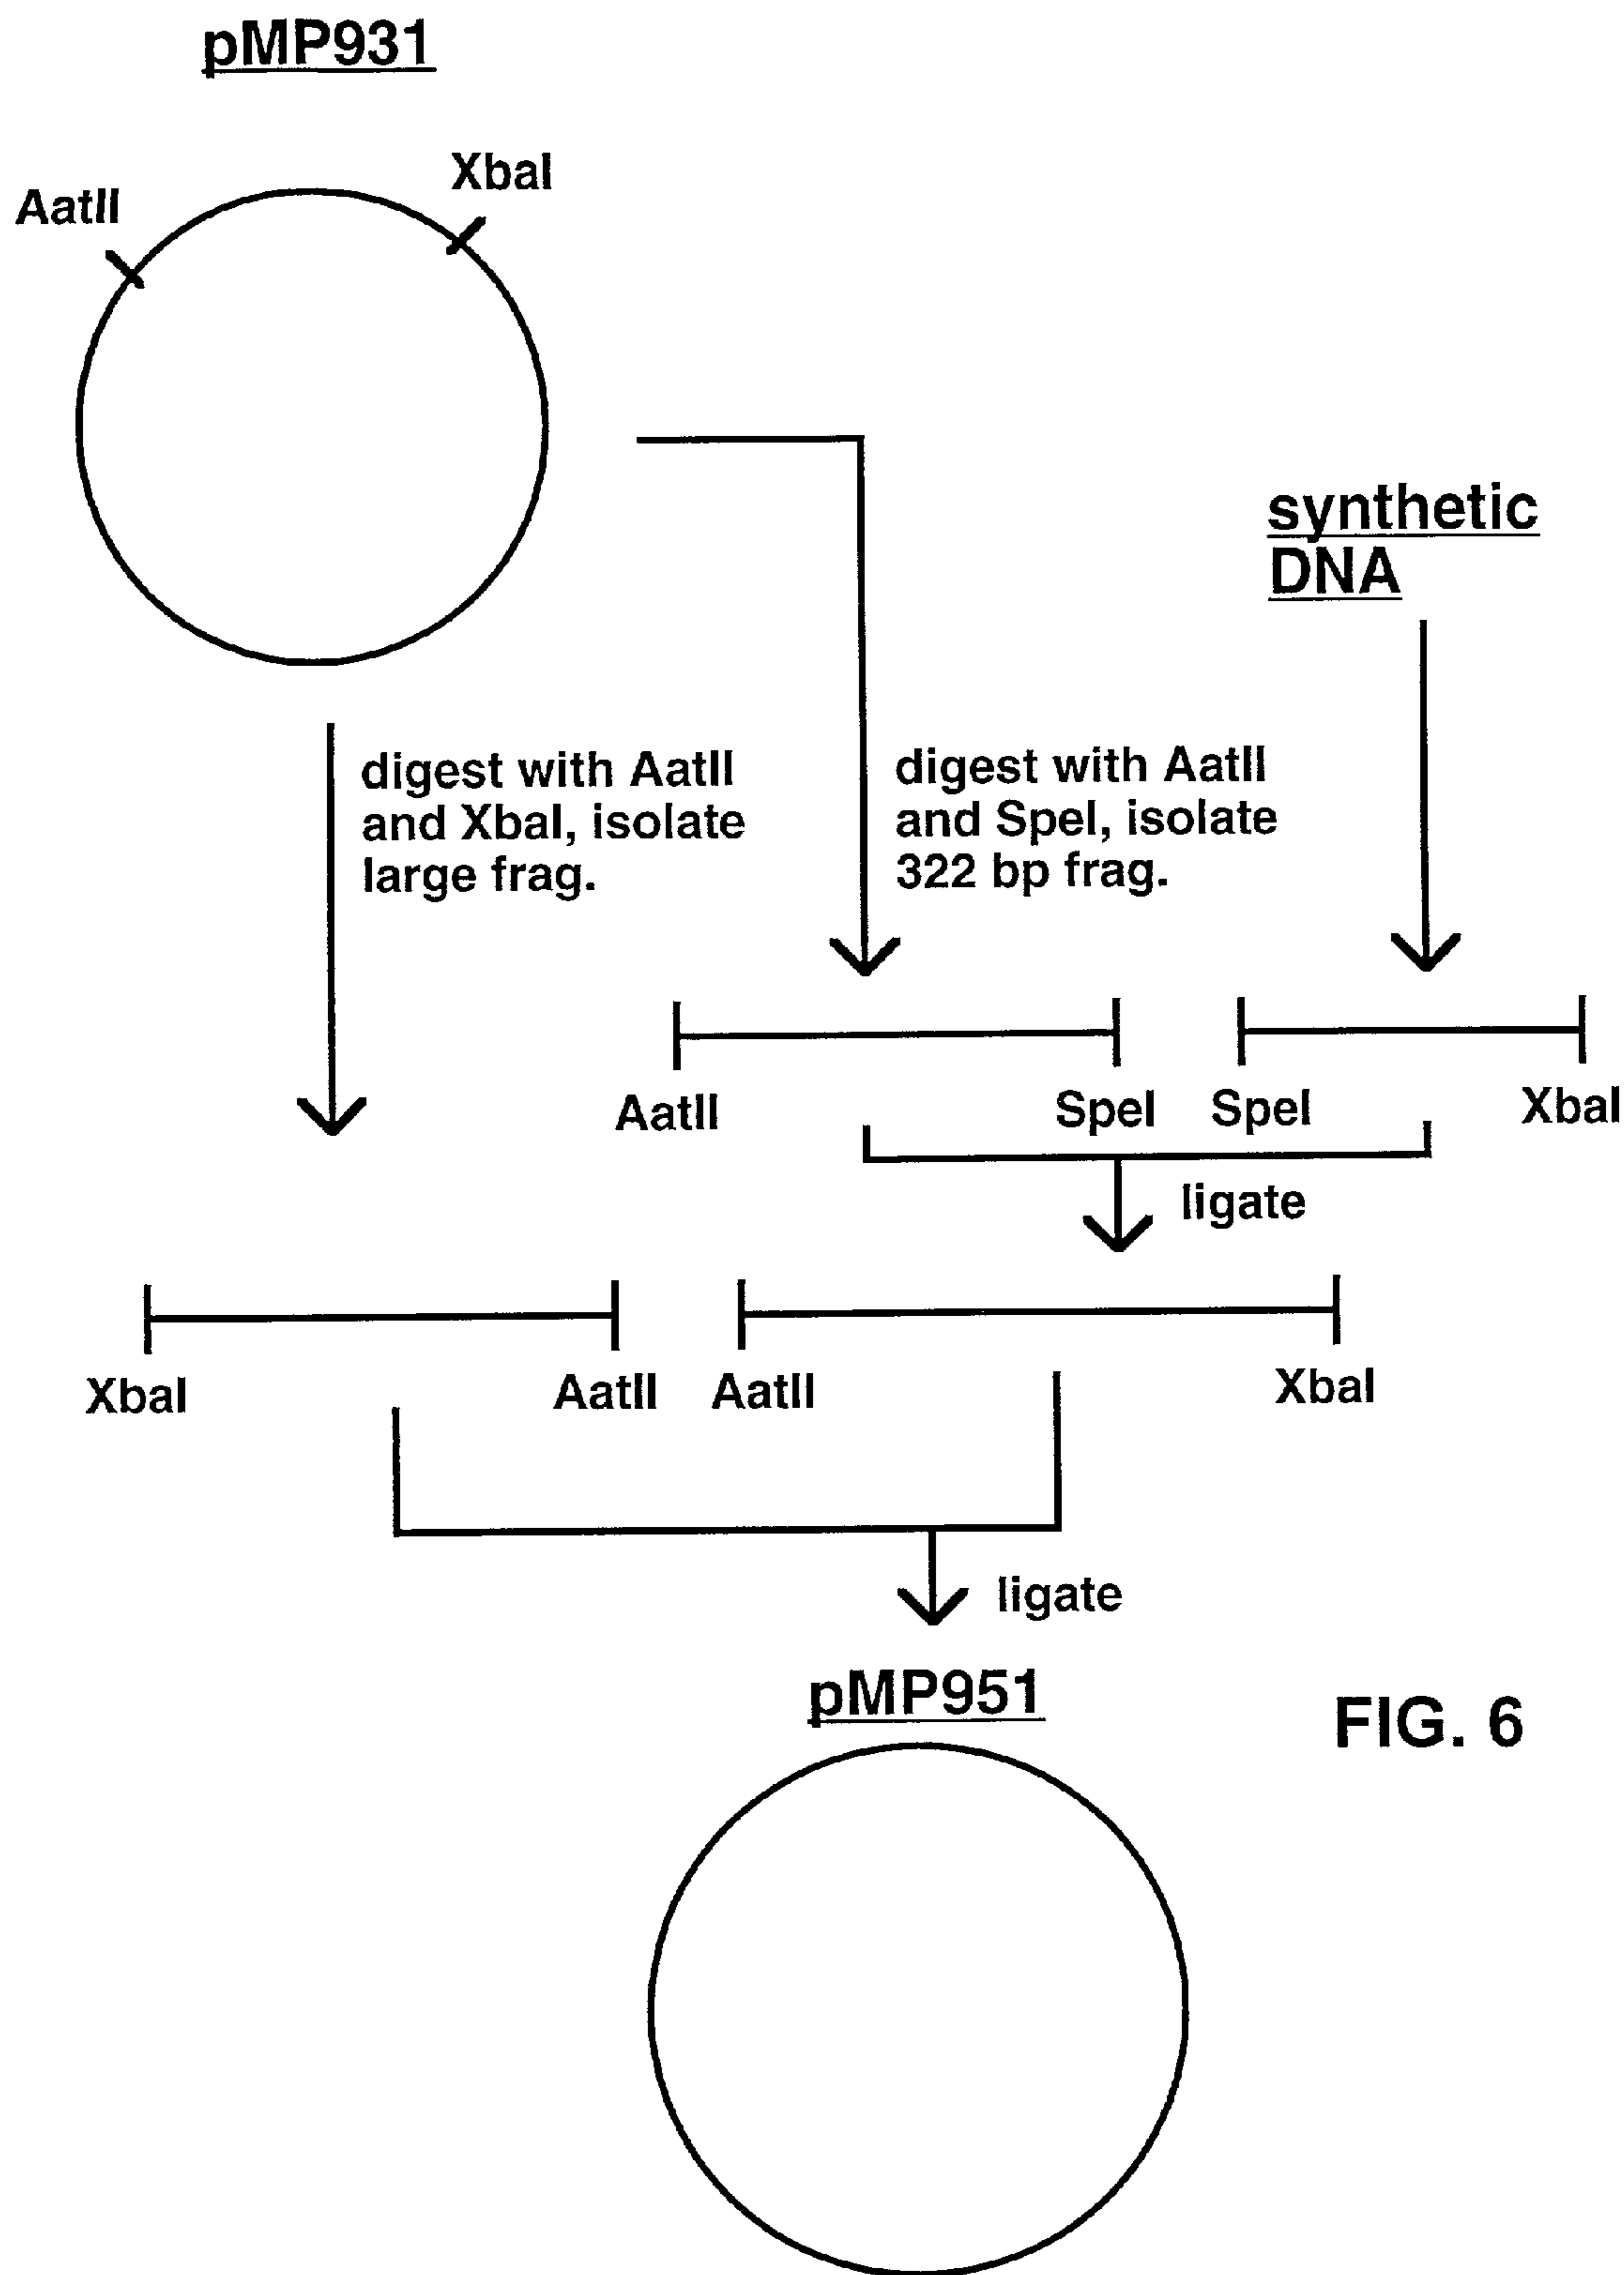 pMP931
AatII
XbaI
synthetic
DNA
digest with AatII
and XbaI, isolate
large frag.
digest with AatII
and SpeI, isolate
322 bp frag.
AatII
SpeI
SpeI
XbaI
ligate
XbaI
AatII
AatII
XbaI
ligate
pMP951
FIG. 6